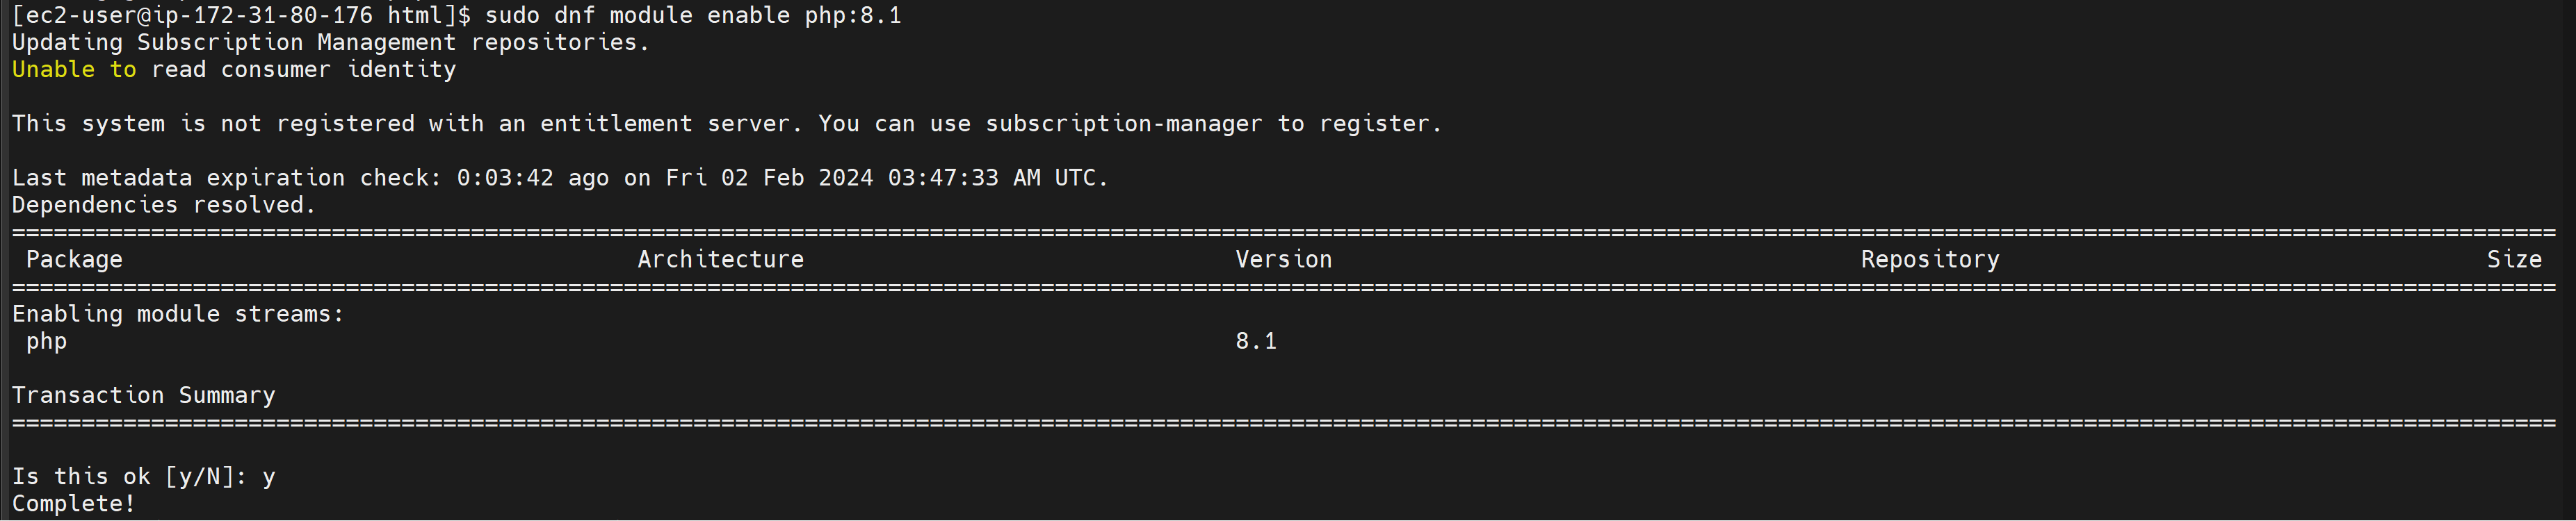 [ec2-user@ip-172-31-80-176 html]$ sudo dnf module enable php:8.1
Updating Subscription Management repositories.
Unable to read consumer identity
This system is not registered with an entitlement server. You can use subscription-manager to register.
Last metadata expiration check: 0:03:42 ago on Fri 02 Feb 2024 03:47:33 AM UTC.
Dependencies resolved.
Package Architecture Version Repository Size
Enabling module streams:
php 8.1
Transaction Summary
Is this ok [y/N]: y
Complete!